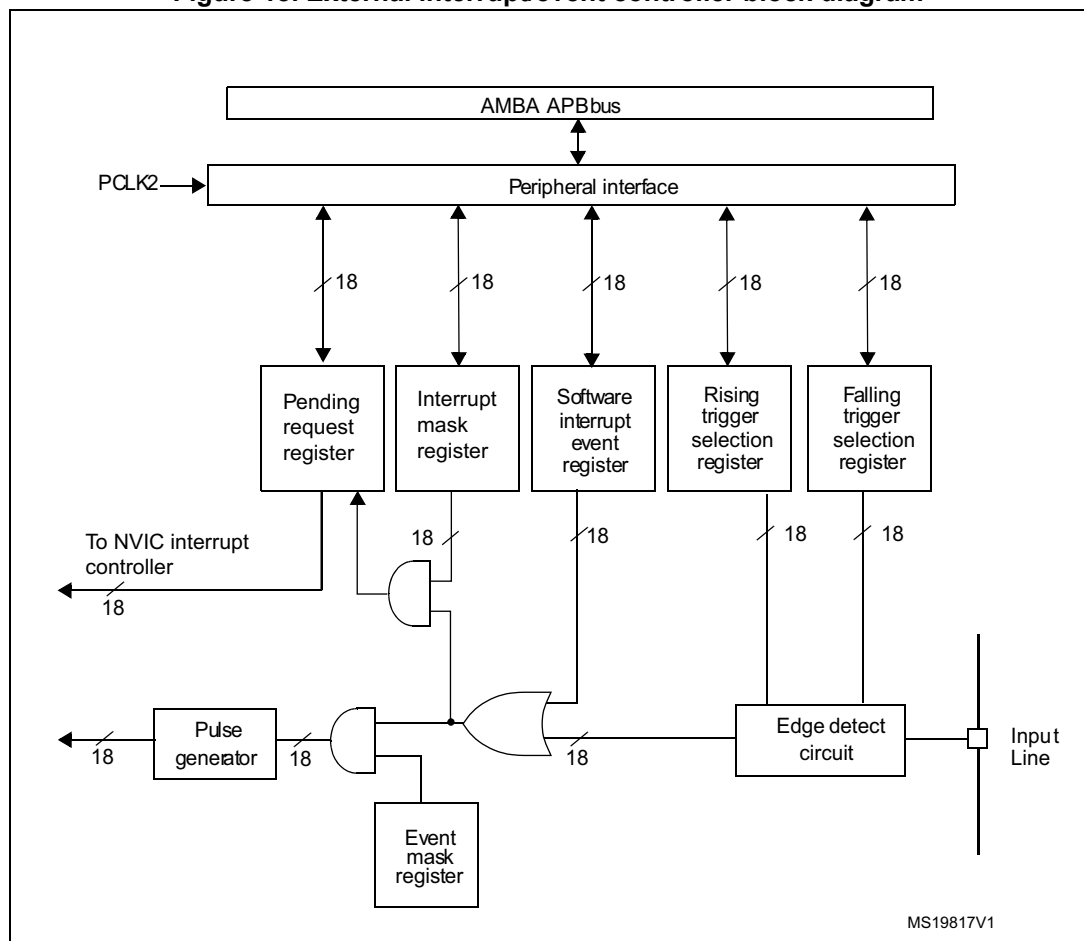 AMBA APB bus
PCLK2
Peripheral interface
18
18
18
18
18
Pending
request
register
Interrupt
mask
register
Software
interrupt
event
register
Rising
trigger
selection
register
Falling
trigger
selection
register
To NVIC interrupt
controller
18
18
18
18
18
Pulse
generator
18
18
18
Edge detect
circuit
Input
Line
Event
mask
register
MS19817V1